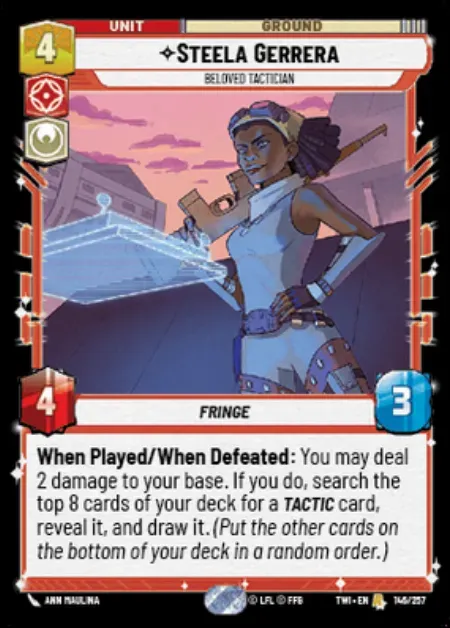 UNIT GROUND
4
STEELA GERRERA
BELOVED TACTICIAN
4
FRINGE
3
When Played/When Defeated: You may deal
2 damage to your base. If you do, search the
top 8 cards of your deck for a TACTIC card,
reveal it, and draw it. (Put the other cards on
the bottom of your deck in a random order.)
ANN MAULINA © LFL © FFG TWI • EN R 146/257